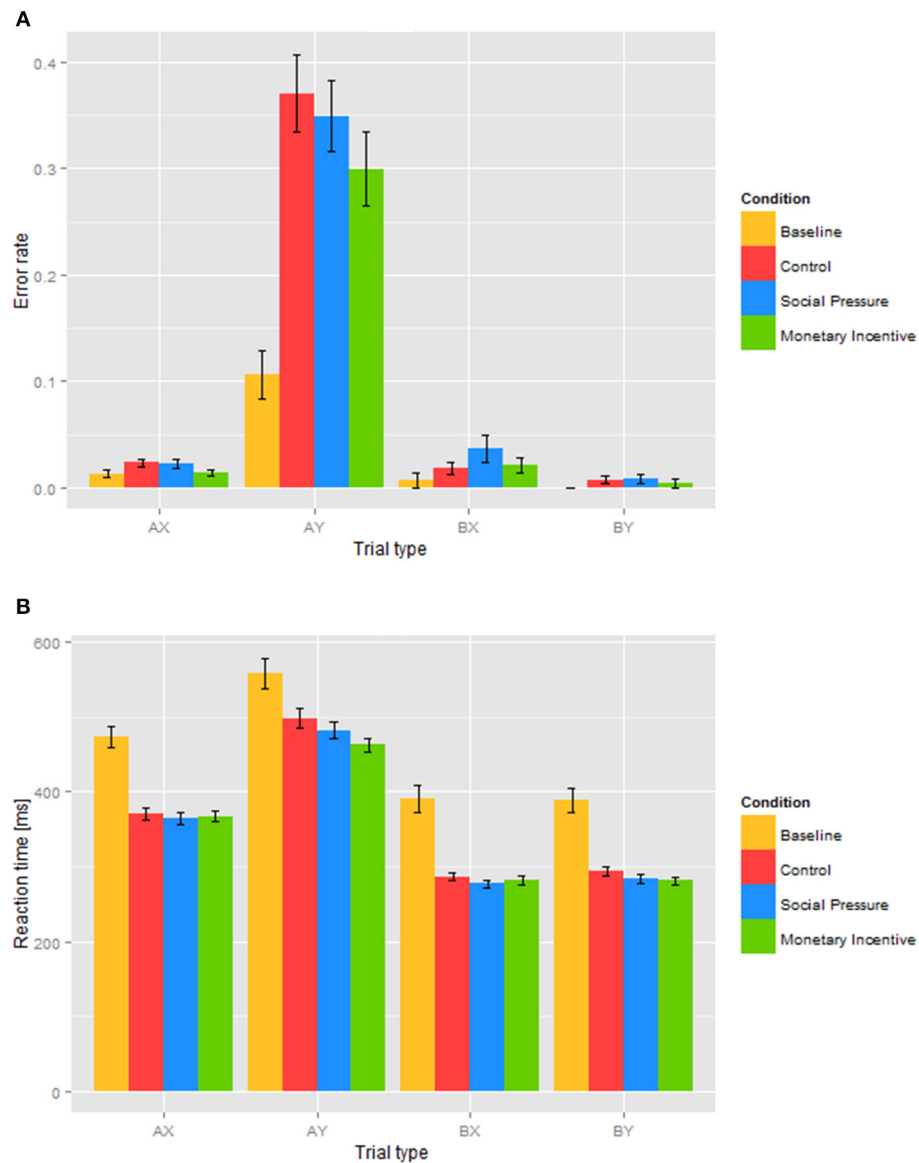 A
0.4
0.3
0.2
0.1
0.0
Error rate
AX AY BX BY
Trial type
Condition
Baseline
Control
Social Pressure
Monetary Incentive
B
600
400
200
0
Reaction time [ms]
AX AY BX BY
Trial type
Condition
Baseline
Control
Social Pressure
Monetary Incentive